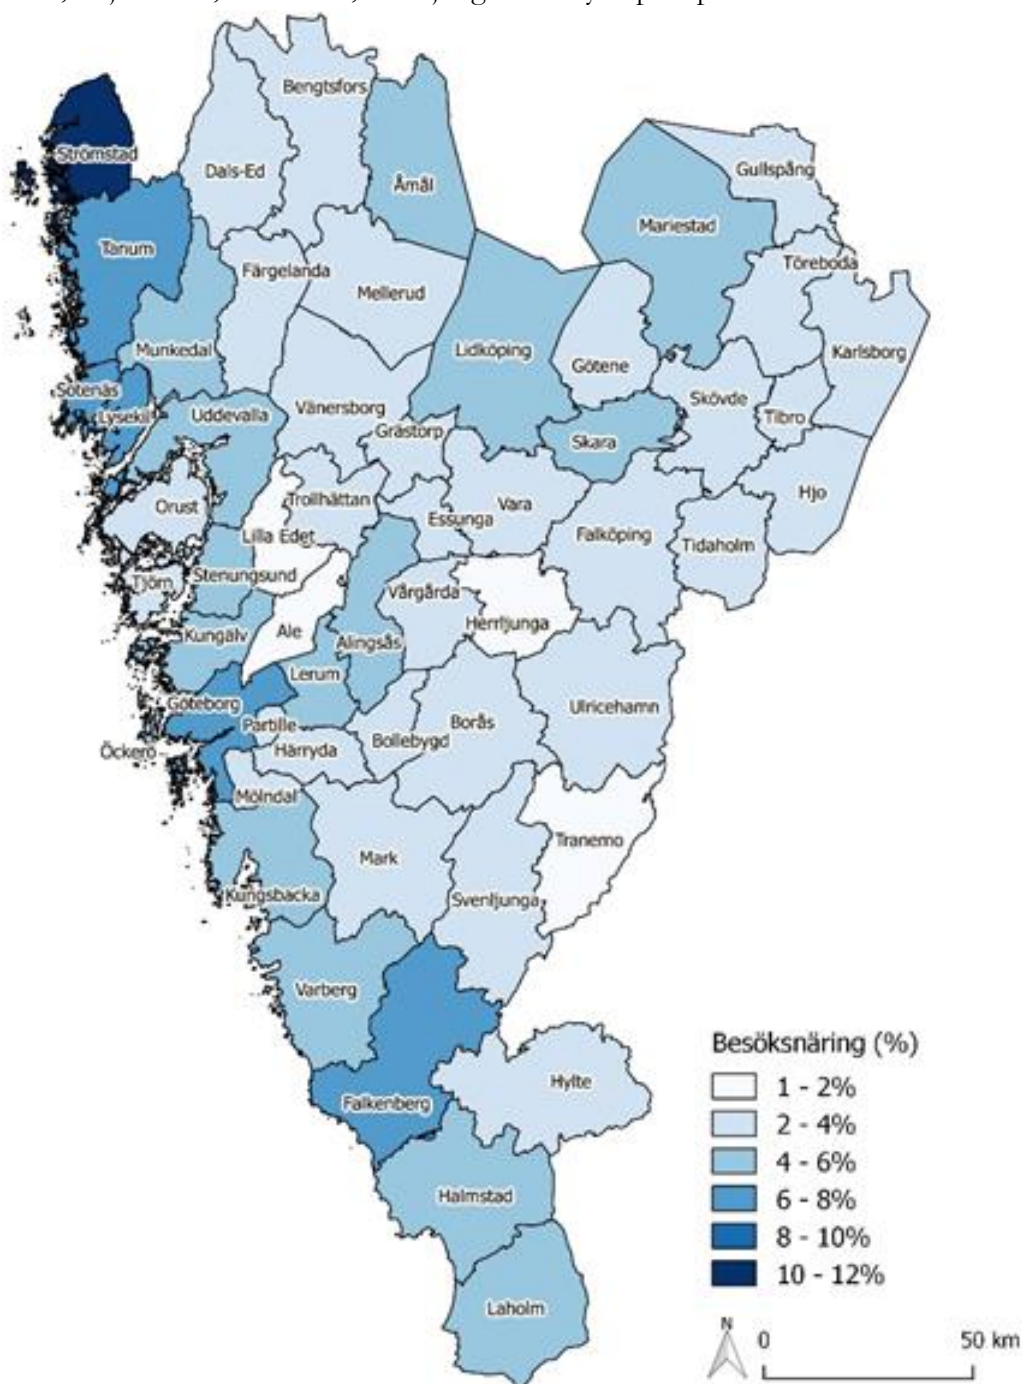 Bengtsfors
Strömstad
Dals-Ed
Åmål
Gullspång
Mariestad
Tanum
Färgelanda
Töreboda
Mellerud
Munkedal
Lidköping
Götene
Karlsborg
Sotenäs
Lysekil
Uddevalla
Vänersborg
Skövde
Tibro
Grästorp
Skara
Orust
Trollhättan
Essunga
Vara
Hjo
Lilla Edet
Falköping
Tidaholm
Tjörn
Stenungsund
Vårgårda
Herrljunga
Kungälv
Ale
Alingsås
Lerum
Göteborg
Partille
Borås
Ulricehamn
Öckerö
Härryda
Bollebygd
Mölndal
Mark
Tranemo
Kungsbacka
Svenljunga
Varberg
Hylte
Falkenberg
Halmstad
Laholm
Besöksnäring (%)
1 - 2%
2 - 4%
4 - 6%
6 - 8%
8 - 10%
10 - 12%
N
0 50 km